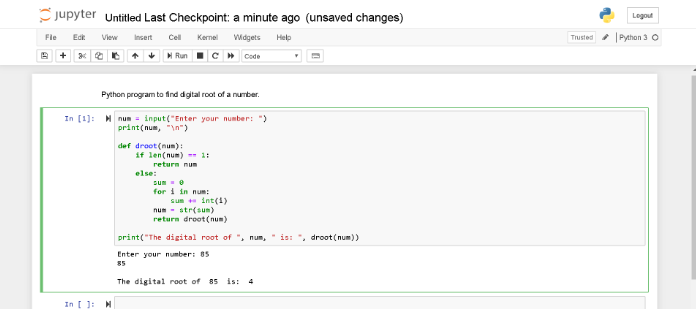 jupyter Untitled Last Checkpoint: a minute ago (unsaved changes)
Logout
File Edit View Insert Cell Kernel Widgets Help
Trusted Python 3
Run Code
Python program to find digital root of a number.
In [1]: num = input("Enter your number: ")
print(num, "\n")
def droot(num):
if len(num) == 1:
return num
else:
sum = 0
for i in num:
sum += int(i)
num = str(sum)
return droot(num)
print("The digital root of ", num, " is: ", droot(num))
Enter your number: 85
85
The digital root of 85 is: 4
In [ ]: